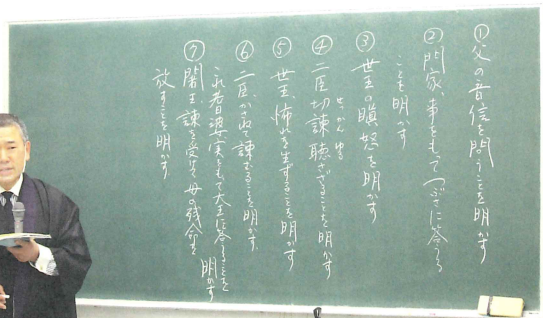 ①父の音信を問うことを明かす
②門家、事をもってつぶさに答うる
ことを明かす
③世王の瞋怒を明かす
せっかん ゆる
④二臣切諫聴さざることを明かす
⑤世王怖れを生ずることを明かす
⑥二臣かさねて諫むることを明かす
耆婆実をもて大王に答うることを明かす
⑦闍王諫を受けて母の残命を
放すことを明かす